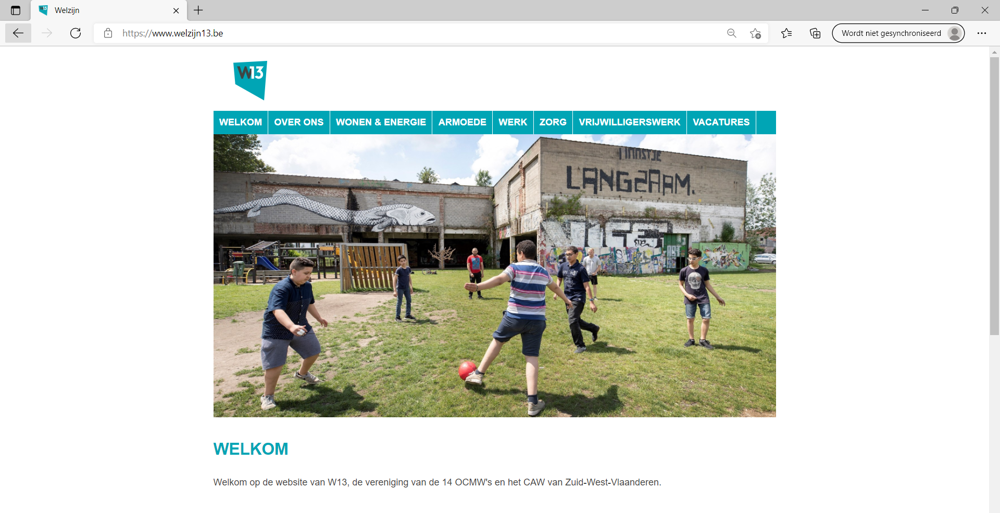 Welzijn
https://www.welzijn13.be
Wordt niet gesynchroniseerd
W13
WELKOM OVER ONS WONEN & ENERGIE ARMOEDE WERK ZORG VRIJWILLIGERSWERK VACATURES
LANGZAAM.
WELKOM
Welkom op de website van W13, de vereniging van de 14 OCMW's en het CAW van Zuid-West-Vlaanderen.